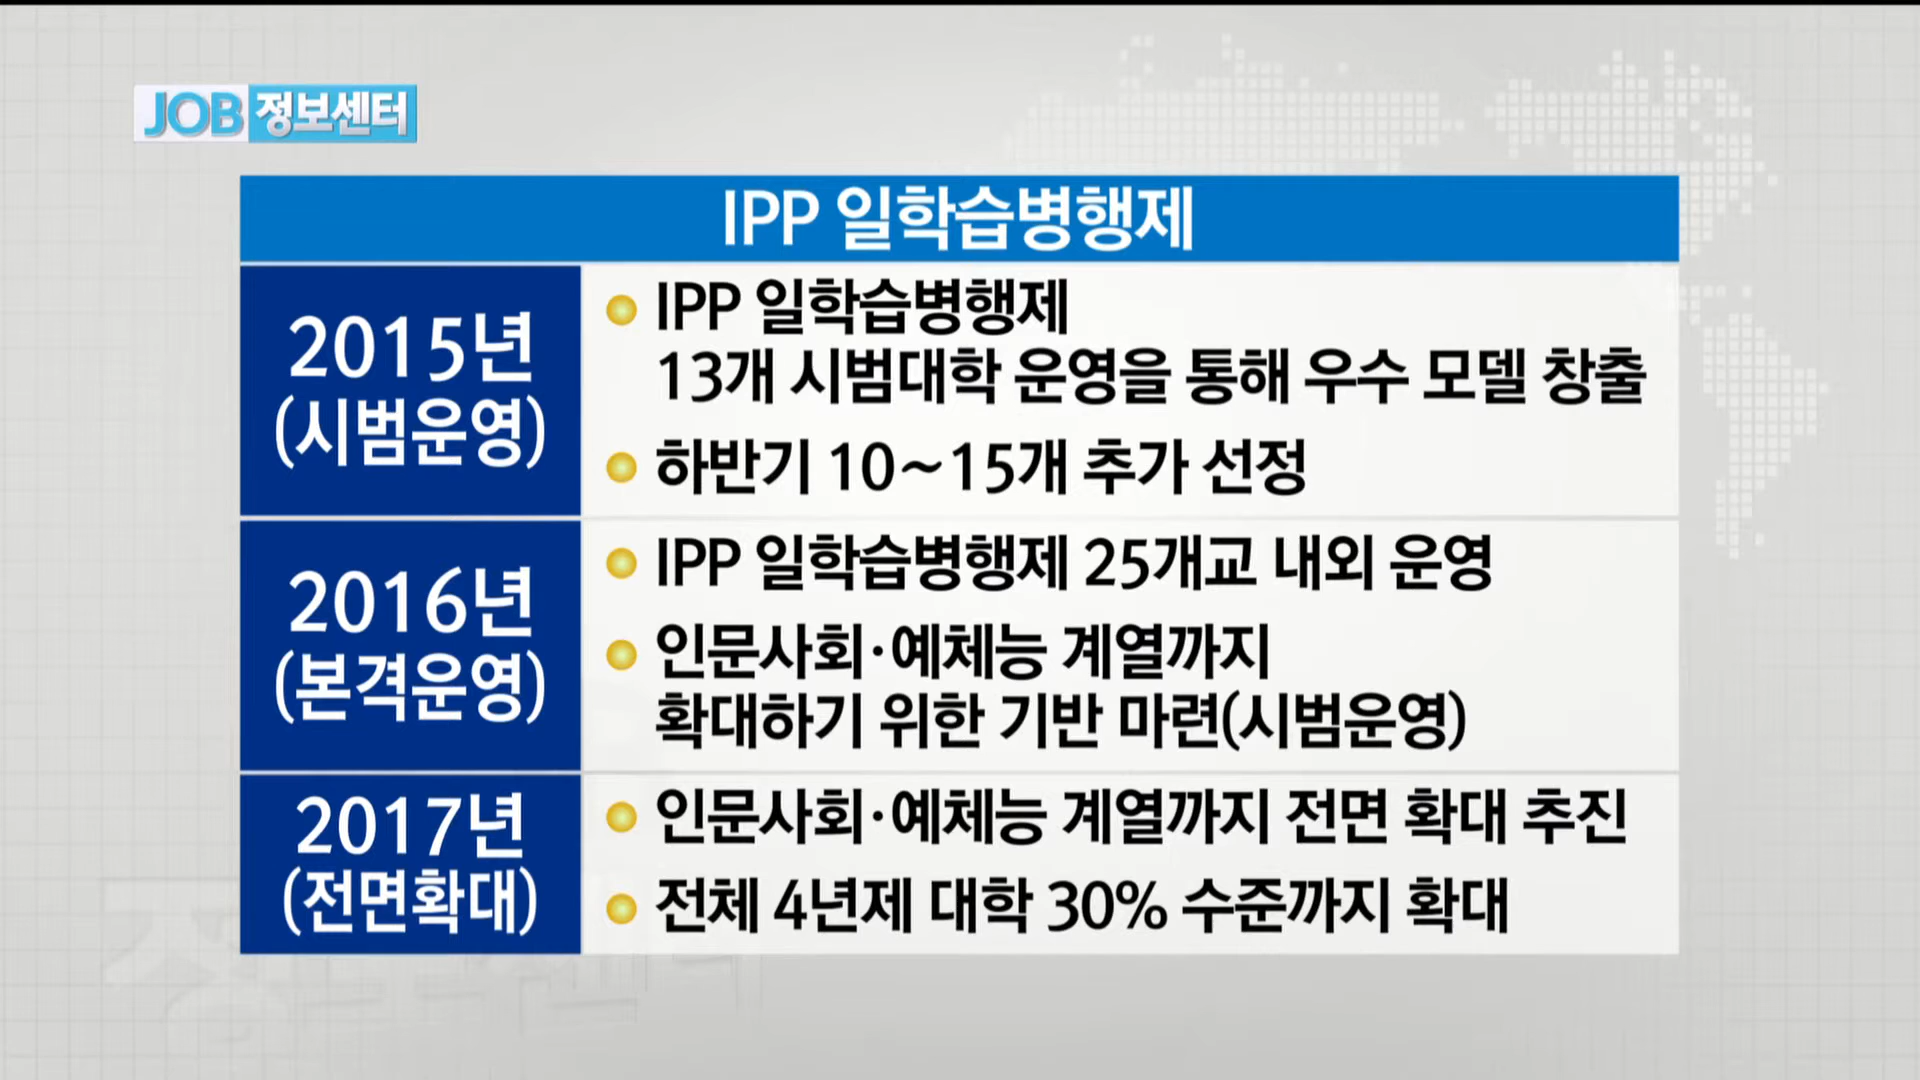 JOB 정보센터
IPP 일학습병행제
2015년
(시범운영)
IPP 일학습병행제
13개 시범대학 운영을 통해 우수 모델 창출
하반기 10~15개 추가 선정
2016년
(본격운영)
IPP 일학습병행제 25개교 내외 운영
인문사회·예체능 계열까지
확대하기 위한 기반 마련(시범운영)
2017년
(전면확대)
인문사회·예체능 계열까지 전면 확대 추진
전체 4년제 대학 30% 수준까지 확대